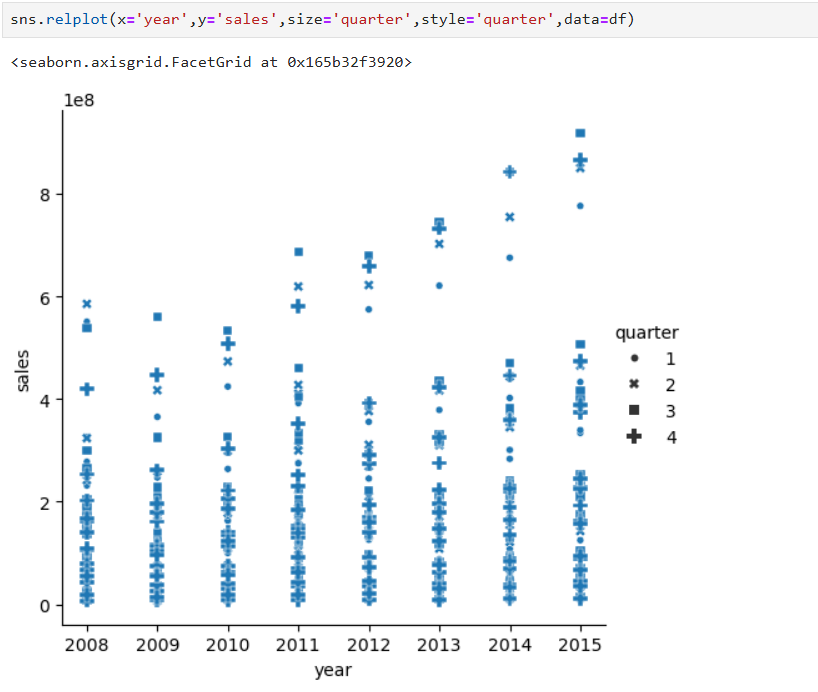 sns.relplot(x='year',y='sales',size='quarter',style='quarter',data=df)
<seaborn.axisgrid.FacetGrid at 0x165b32f3920>
1e8
8
6
4
2
0
sales
2008 2009 2010 2011 2012 2013 2014 2015
year
quarter
1
2
3
4